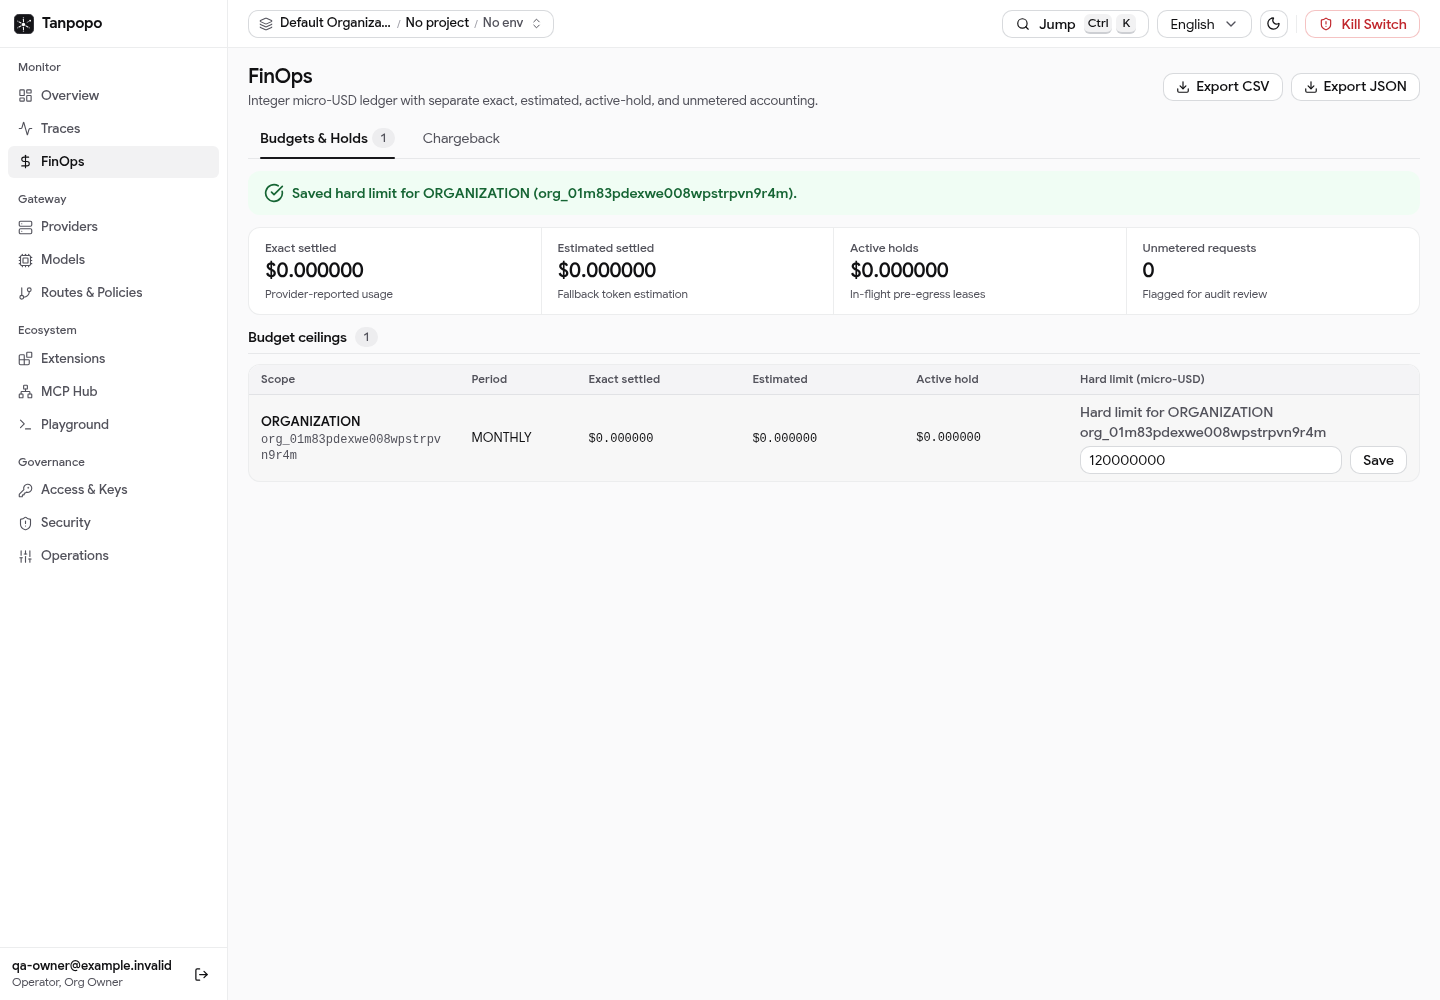 Tanpopo
Default Organiza... / No project / No env
Jump Ctrl K
English
Kill Switch
Monitor
Overview
Traces
FinOps
Gateway
Providers
Models
Routes & Policies
Ecosystem
Extensions
MCP Hub
Playground
Governance
Access & Keys
Security
Operations
qa-owner@example.invalid
Operator, Org Owner
FinOps
Integer micro-USD ledger with separate exact, estimated, active-hold, and unmetered accounting.
Export CSV
Export JSON
Budgets & Holds 1
Chargeback
Saved hard limit for ORGANIZATION (org_01m83pdexwe008wpstrpvn9r4m).
Exact settled
$0.000000
Provider-reported usage
Estimated settled
$0.000000
Fallback token estimation
Active holds
$0.000000
In-flight pre-egress leases
Unmetered requests
0
Flagged for audit review
Budget ceilings 1
Scope Period Exact settled Estimated Active hold Hard limit (micro-USD)
ORGANIZATION
org_01m83pdexwe008wpstrpv
n9r4m
MONTHLY
$0.000000
$0.000000
$0.000000
Hard limit for ORGANIZATION
org_01m83pdexwe008wpstrpvn9r4m
120000000
Save